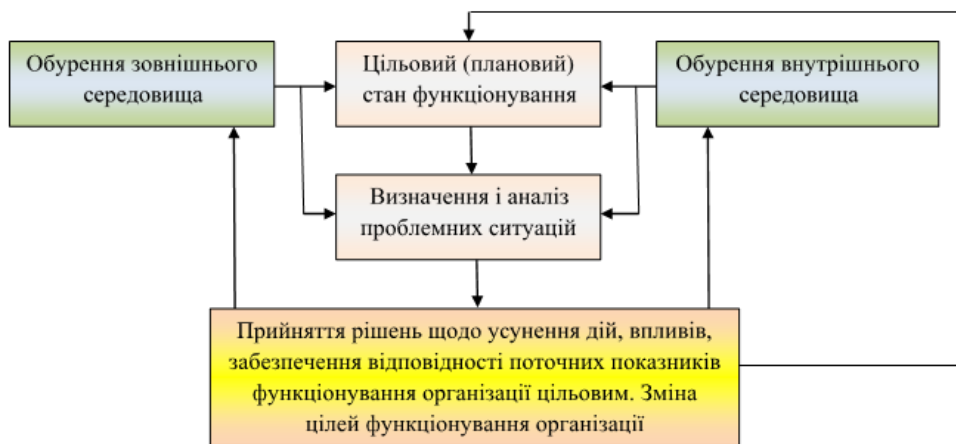 Обурення зовнішнього
середовища
Цільовий (плановий)
стан функціонування
Обурення внутрішнього
середовища
Визначення і аналіз
проблемних ситуацій
Прийняття рішень щодо усунення дій, впливів,
забезпечення відповідності поточних показників
функціонування організації цільовим. Зміна
цілей функціонування організації